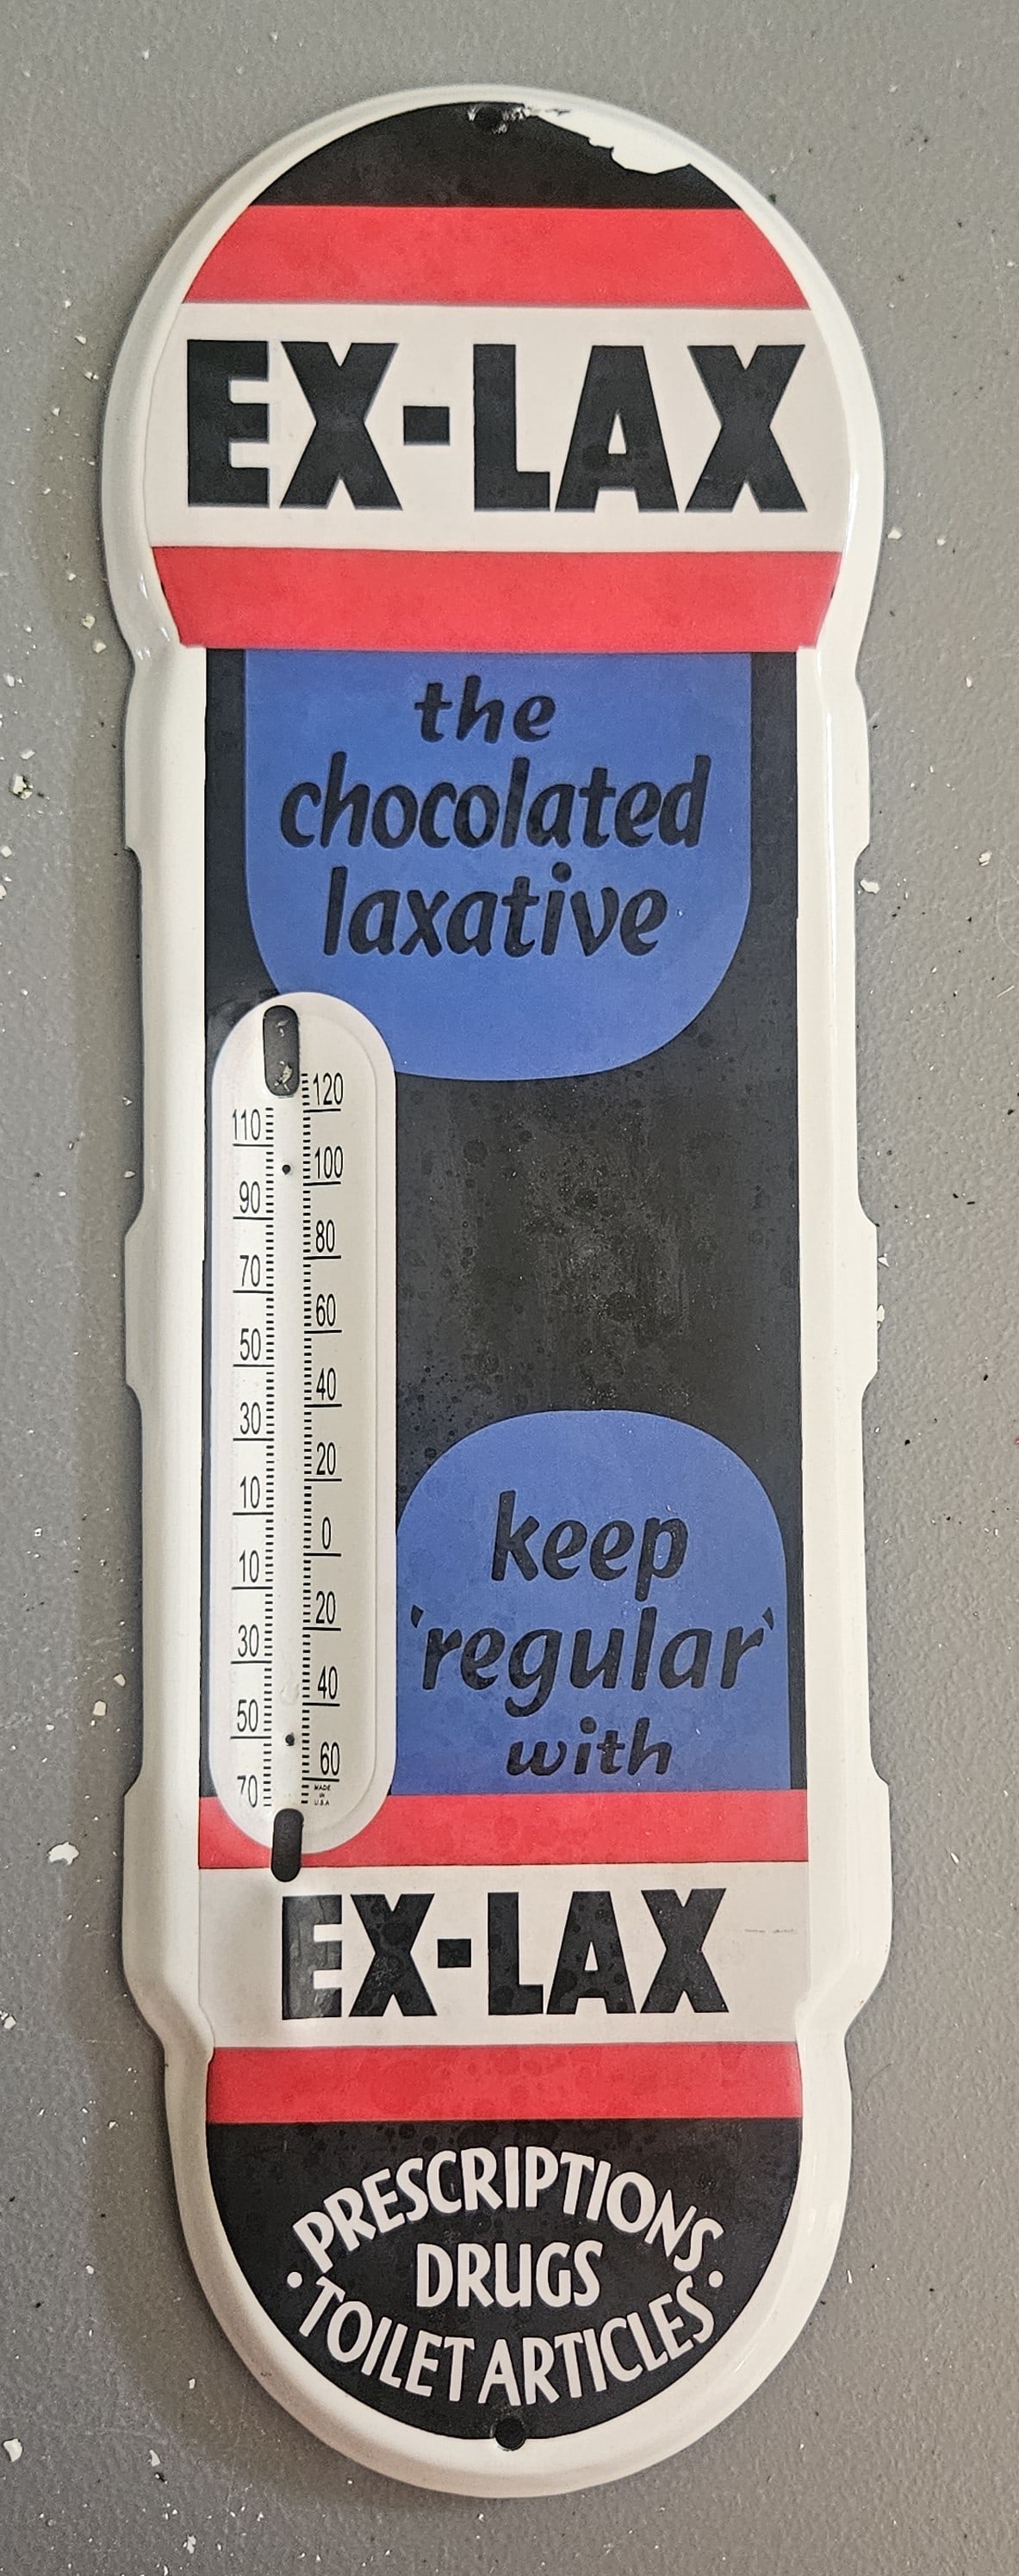 EX-LAX
the
chocolated
laxative
120
110
100
90
80
70
60
50
40
30
20
10
0
10
20
30
40
50
60
70
MADE
IN
U.S.A
keep
'regular'
with
EX-LAX
PRESCRIPTIONS
DRUGS
• TOILET ARTICLES •